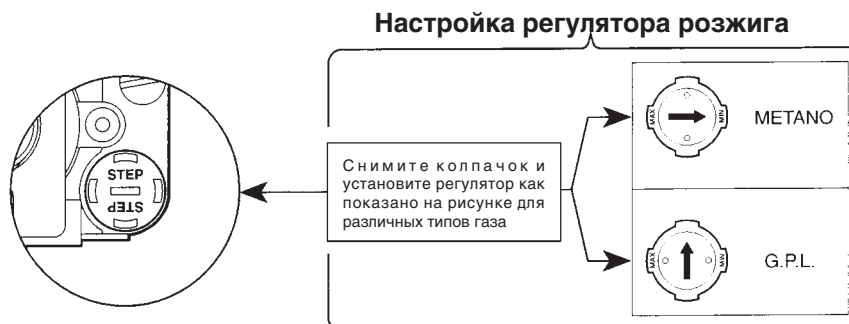 Настройка регулятора розжига
STEP
STEP
Снимите колпачок и
установите регулятор как
показано на рисунке для
различных типов газа
MAX
MIN
METANO
MAX
MIN
G.P.L.